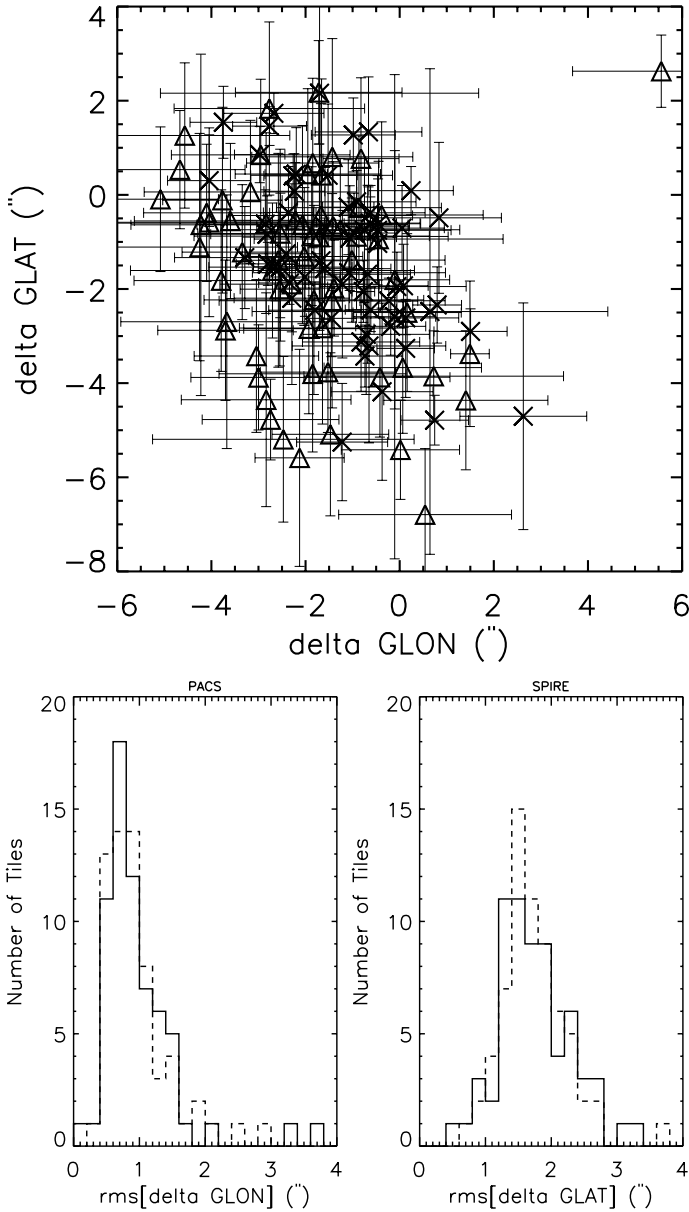 4
2
0
−2
−4
−6
−8
delta GLAT (")
−6 −4 −2 0 2 4 6
delta GLON (")
PACS
20
15
10
5
0
Number of Tiles
0 1 2 3 4
rms[delta GLON] (")
SPIRE
20
15
10
5
0
Number of Tiles
0 1 2 3 4
rms[delta GLAT] (")